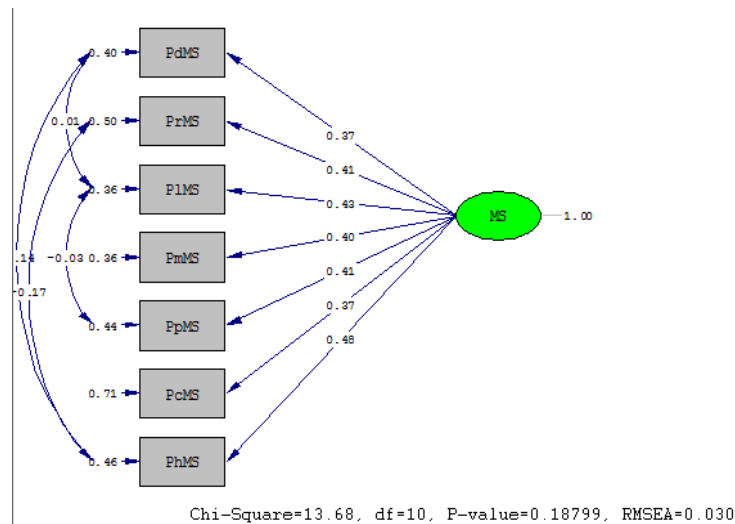 0.40 PdMS
0.37
0.01 0.50 PrMS
0.41
0.36 PlMS
0.43
MS 1.00
0.40
.14 -0.03 0.36 PmMS
0.41
-0.17
0.37
0.44 PpMS
0.48
0.71 PcMS
0.46 PhMS
Chi-Square=13.68, df=10, P-value=0.18799, RMSEA=0.030